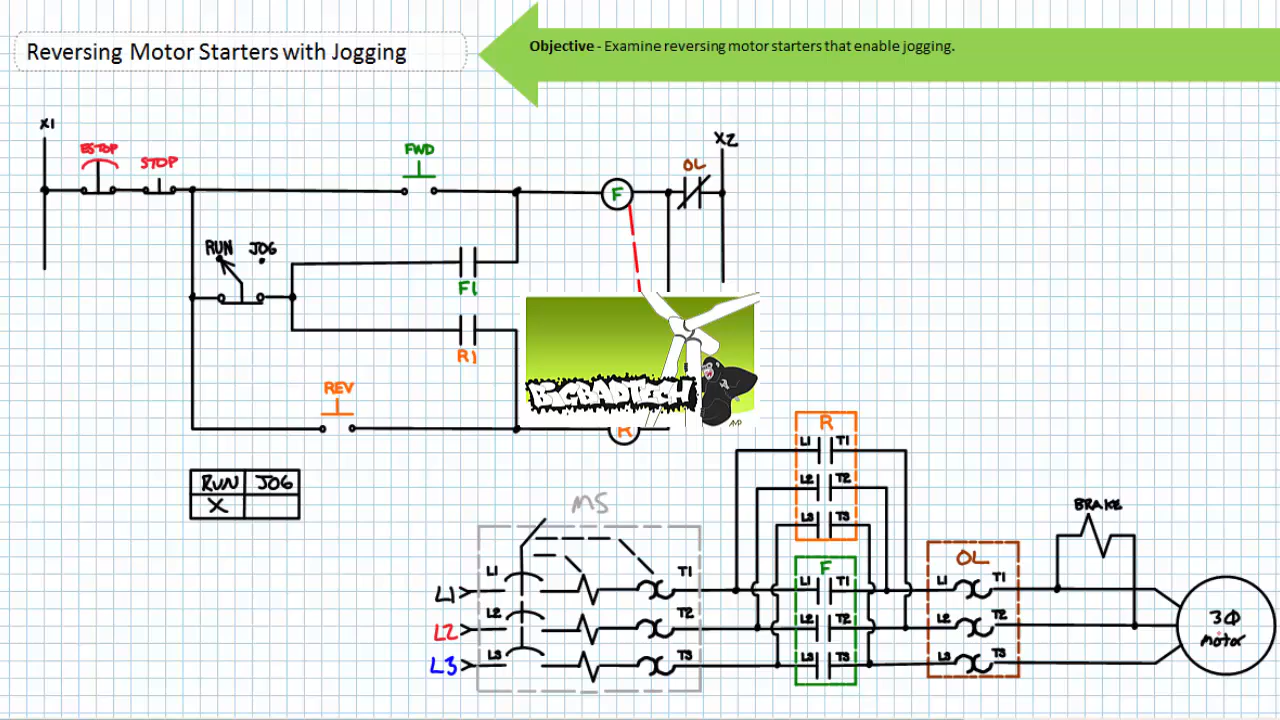 Reversing Motor Starters with Jogging
Objective - Examine reversing motor starters that enable jogging.
X1
X2
ESTOP
STOP
FWD
OL
F
RUN JOG
F1
R1
REV
BIGBADTECH
R
RUN JOG
X
MS
R
L1 T1
L2 T2
L3 T3
BRAKE
F
OL
L1
L1 T1
L1 T1
L1 T1
L2
L2 T2
L2 T2
L2 T2
L3
L3 T3
L3 T3
L3 T3
3Φ
motor